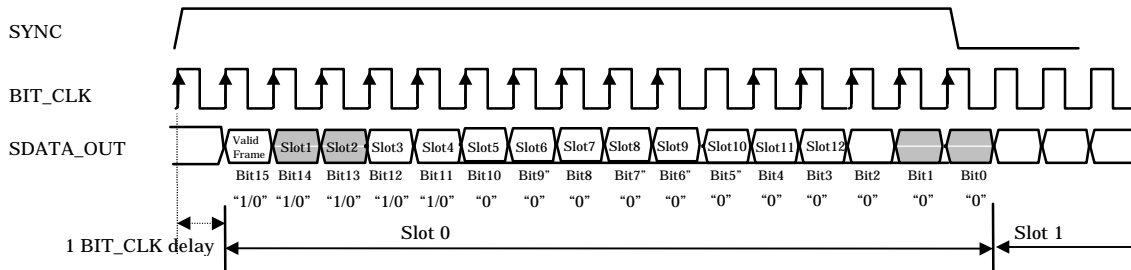 SYNC
BIT_CLK
SDATA_OUT
Valid Frame Slot1 Slot2 Slot3 Slot4 Slot5 Slot6 Slot7 Slot8 Slot9 Slot10 Slot11 Slot12
Bit15 Bit14 Bit13 Bit12 Bit11 Bit10 Bit9” Bit8 Bit7” Bit6” Bit5” Bit4 Bit3 Bit2 Bit1 Bit0
“1/0” “1/0” “1/0” “1/0” “1/0” “0” “0” “0” “0” “0” “0” “0” “0” “0” “0” “0”
1 BIT_CLK delay Slot 0 Slot 1